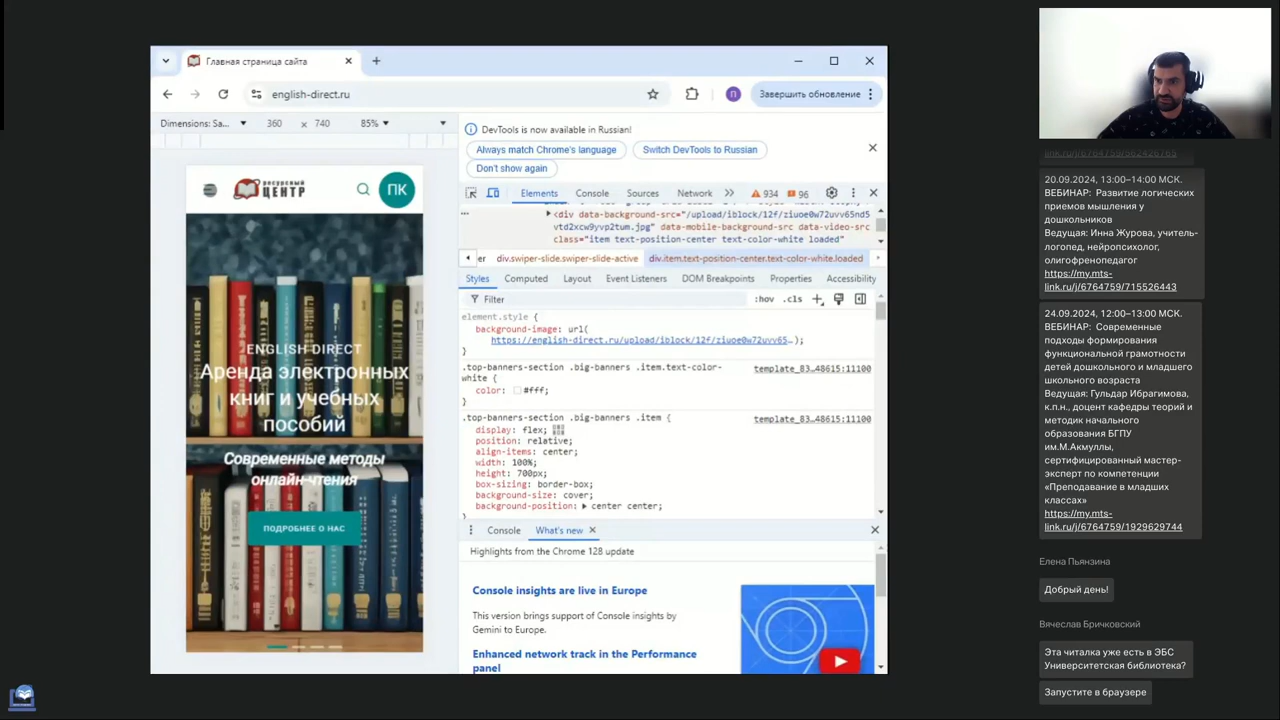 Главная страница сайта
english-direct.ru
Завершить обновление
Dimensions: Sa... 360 x 740 85%
DevTools is now available in Russian!
Always match Chrome's language
Switch DevTools to Russian
Don't show again
Elements Console Sources Network 934 96
ресурсный
ЦЕНТР
ПК
<div data-background-src="/upload/iblock/12f/ziuoe0w72uvv65nd5
vtd2xcw9yvp2tum.jpg" data-mobile-background-src data-video-src
class="item text-position-center text-color-white loaded">
er div.swiper-slide.swiper-slide-active div.item.text-position-center.text-color-white.loaded
Styles Computed Layout Event Listeners DOM Breakpoints Properties Accessibility
Filter :hov .cls
element.style {
background-image: url(
https://english-direct.ru/upload/iblock/12f/ziuoe0w72uvv65…);
}
.top-banners-section .big-banners .item.text-color-
white {
template_83…48615:11100
color: #fff;
}
.top-banners-section .big-banners .item {
template_83…48615:11100
display: flex;
position: relative;
align-items: center;
width: 100%;
height: 700px;
box-sizing: border-box;
background-size: cover;
background-position: center center;
ENGLISH DIRECT
Аренда электронных
книг и учебных
пособий
Современные методы
онлайн-чтения
ПОДРОБНЕЕ О НАС
Console What's new
Highlights from the Chrome 128 update
Console insights are live in Europe
This version brings support of Console insights by
Gemini to Europe.
Enhanced network track in the Performance
panel
link.ru/j/6764759/562426765
20.09.2024, 13:00–14:00 МСК.
ВЕБИНАР: Развитие логических
приемов мышления у
дошкольников
Ведущая: Инна Журова, учитель-
логопед, нейропсихолог,
олигофренопедагог
https://my.mts-
link.ru/j/6764759/715526443
24.09.2024, 12:00–13:00 МСК.
ВЕБИНАР: Современные
подходы формирования
функциональной грамотности
детей дошкольного и младшего
школьного возраста
Ведущая: Гульдар Ибрагимова,
к.п.н., доцент кафедры теорий и
методик начального
образования БГПУ
им.М.Акмуллы,
сертифицированный мастер-
эксперт по компетенции
«Преподавание в младших
классах»
https://my.mts-
link.ru/j/6764759/1929629744
Елена Пьянзина
Добрый день!
Вячеслав Бричковский
Эта читалка уже есть в ЭБС
Университетская библиотека?
Запустите в браузере